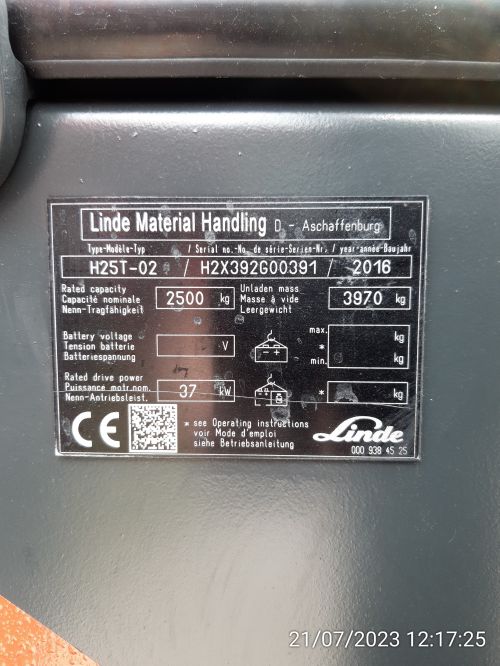 Linde Material Handling D - Aschaffenburg
Type-Modèle-Typ / Serial no.-No. de série-Serien-Nr. / year-année-Baujahr
H25T-02 / H2X392G00391 / 2016
Rated capacity
Capacité nominale
Nenn-Tragfähigkeit
2500 kg
Unladen mass
Masse à vide
Leergewicht
3970 kg
Battery voltage
Tension batterie
Batteriespannung
V
- +
max.
*
min.
kg
kg
Rated drive power
Puissance motr.nom.
Nenn-Antriebsleist.
37 kW
* kg
CE
* see Operating instructions
voir Mode d'emploi
siehe Betriebsanleitung
Linde
000 938 45 25
21/07/2023 12:17:25